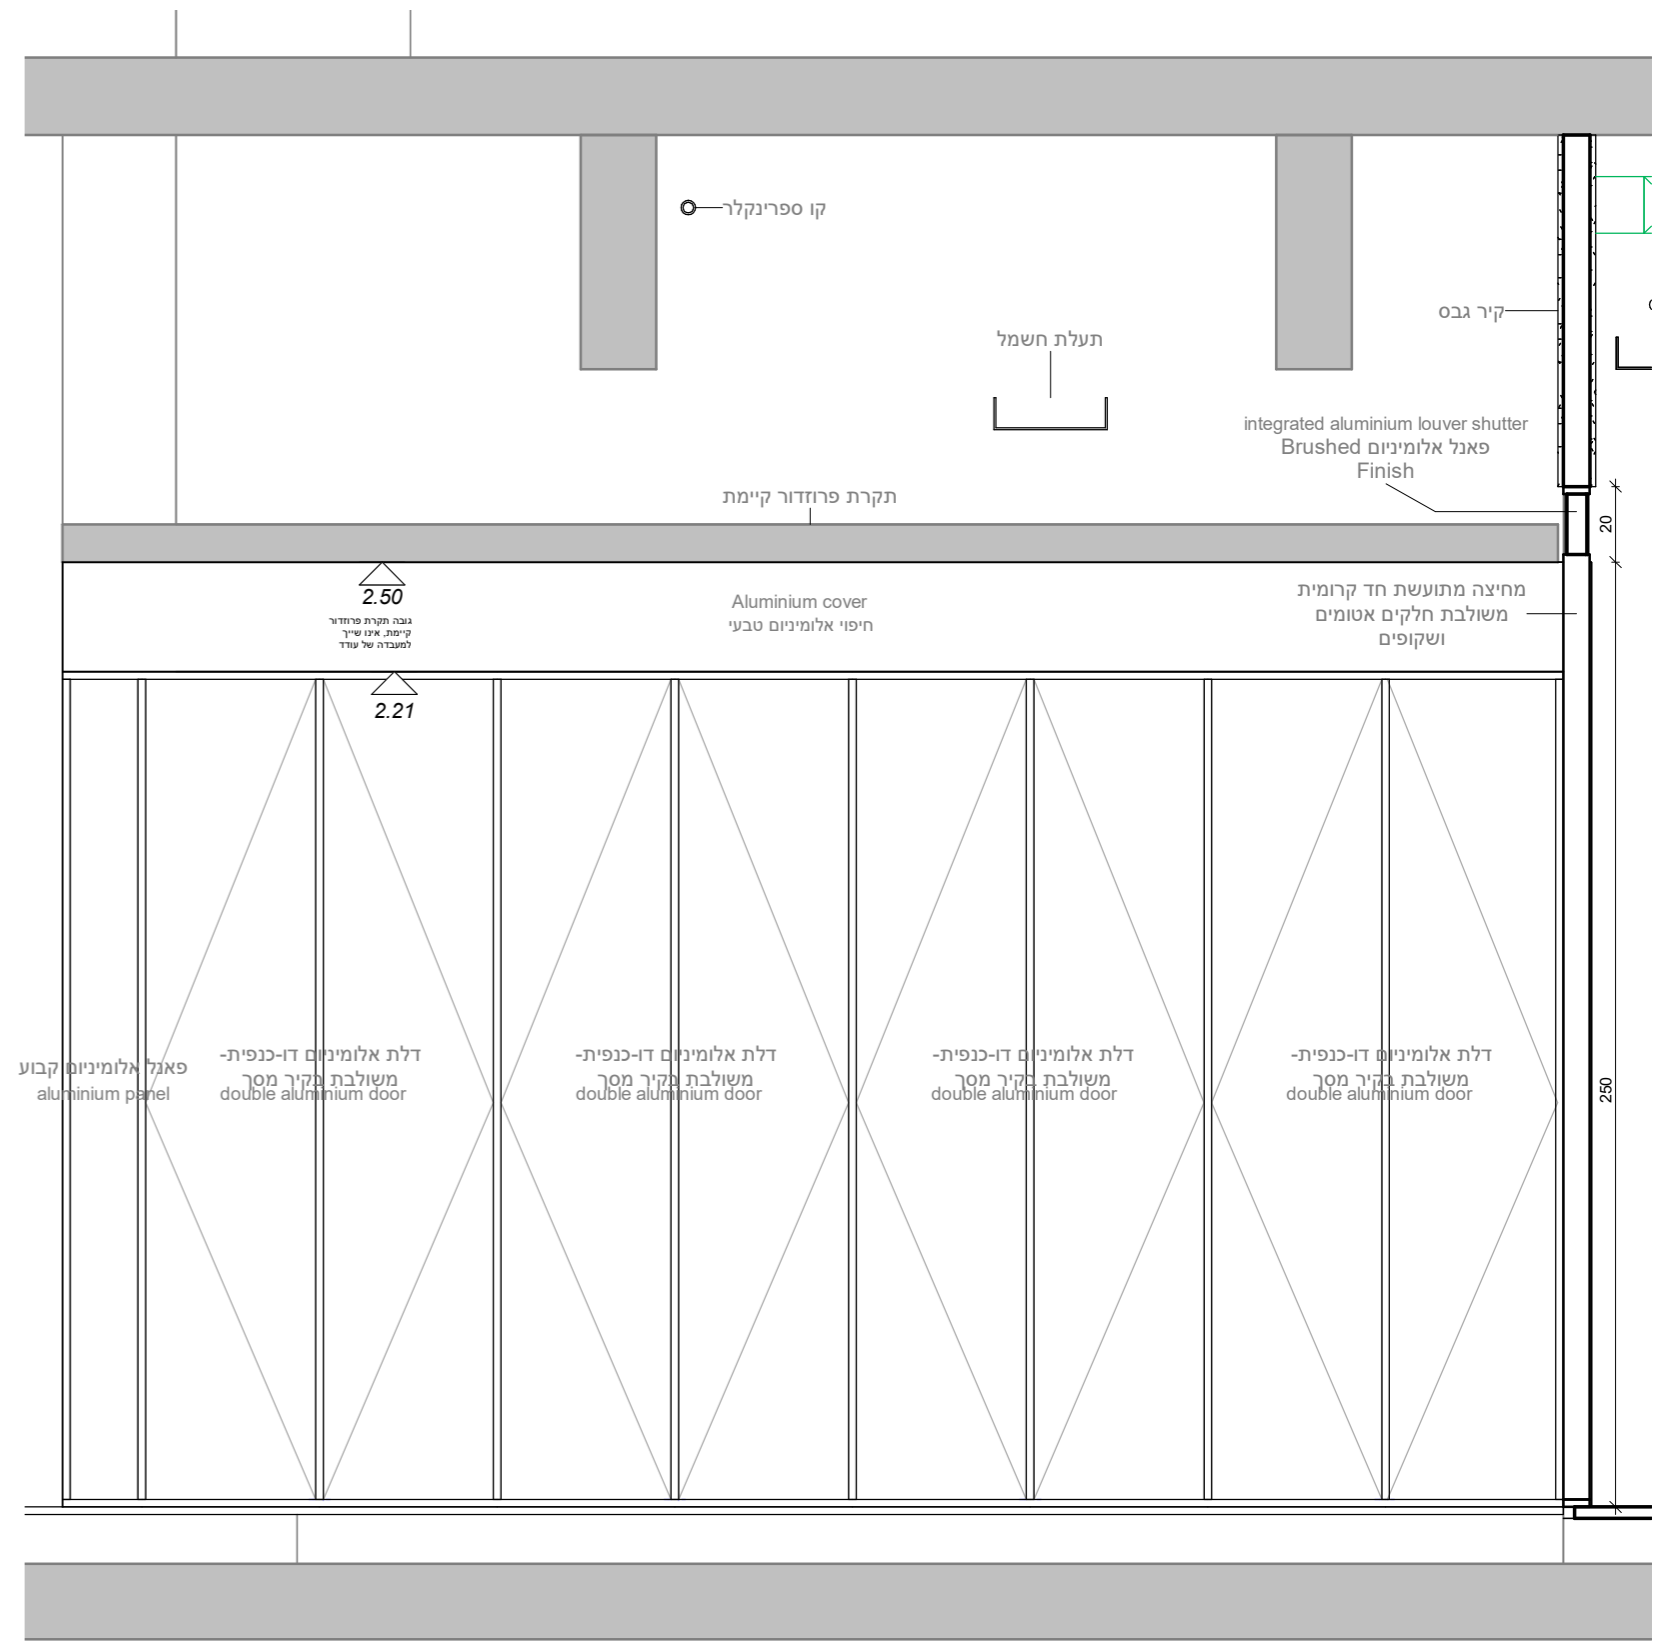 קו ספרינקלר
קיר גבס
תעלת חשמל
integrated aluminium louver shutter
פאנל אלומיניום Brushed
Finish
תקרת פרוזדור קיימת
20
2.50
גובה תקרת פרוזדור
קיימת, אינו שייך
למעבדה של עודד
Aluminium cover
חיפוי אלומיניום טבעי
מחיצה מתועשת חד קרומית
משולבת חלקים אטומים
ושקופים
2.21
פאנל אלומיניום קבוע
aluminium panel
דלת אלומיניום דו-כנפית-
משולבת בקיר מסך
double aluminium door
דלת אלומיניום דו-כנפית-
משולבת בקיר מסך
double aluminium door
דלת אלומיניום דו-כנפית-
משולבת בקיר מסך
double aluminium door
דלת אלומיניום דו-כנפית-
משולבת בקיר מסך
double aluminium door
250